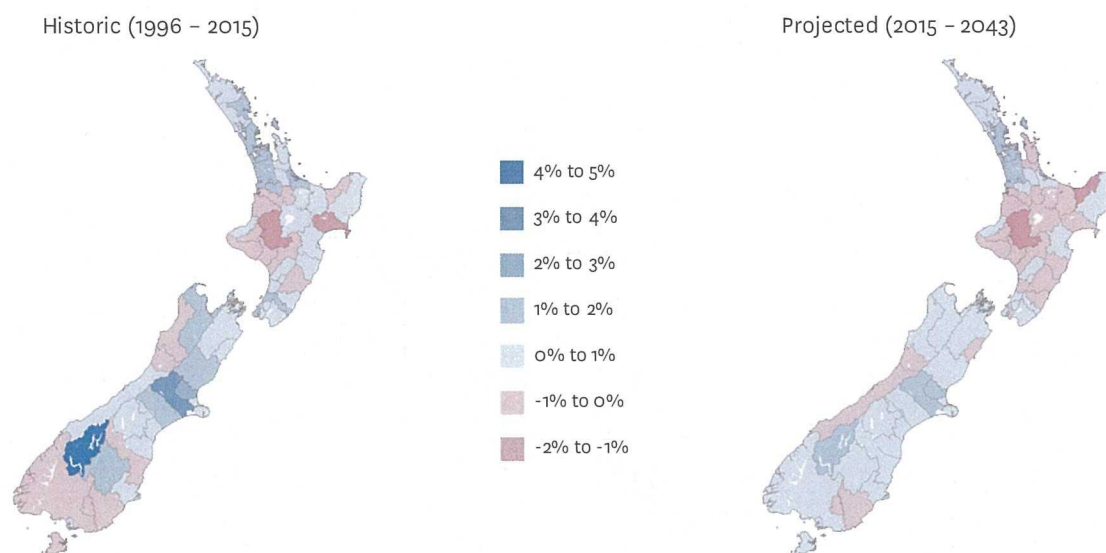 Historic (1996 – 2015)
Projected (2015 – 2043)
4% to 5%
3% to 4%
2% to 3%
1% to 2%
0% to 1%
-1% to 0%
-2% to -1%